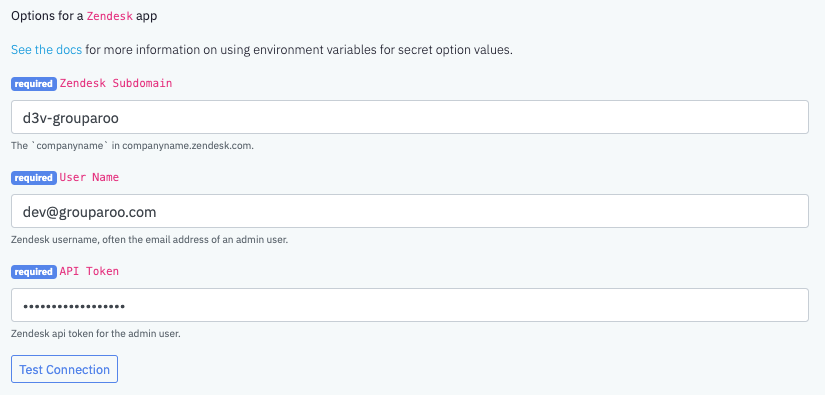 Options for a Zendesk app
See the docs for more information on using environment variables for secret option values.
required Zendesk Subdomain
d3v-grouparoo
The `companyname` in companyname.zendesk.com.
required User Name
dev@grouparoo.com
Zendesk username, often the email address of an admin user.
required API Token
••••••••••••••••••
Zendesk api token for the admin user.
Test Connection